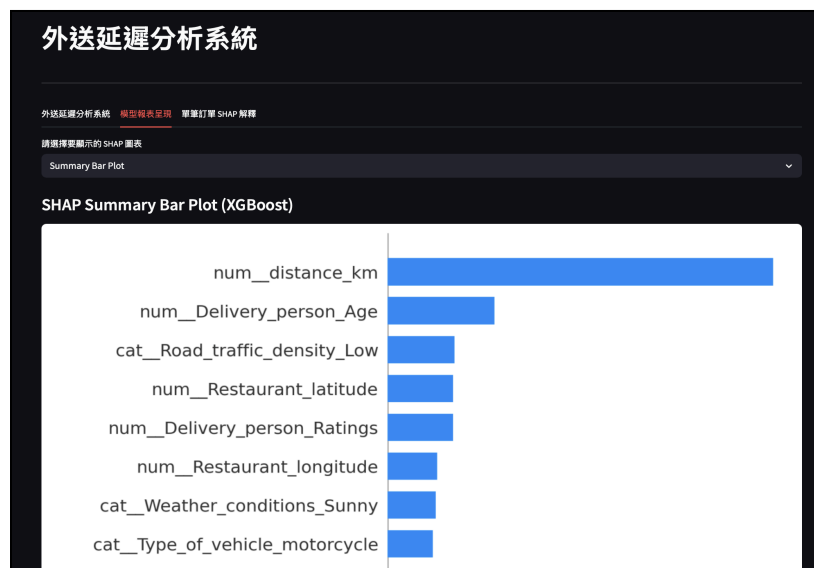 外送延遲分析系統
外送延遲分析系統 模型報表呈現 單筆訂單 SHAP 解釋
請選擇要顯示的 SHAP 圖表
Summary Bar Plot
SHAP Summary Bar Plot (XGBoost)
num__distance_km
num__Delivery_person_Age
cat__Road_traffic_density_Low
num__Restaurant_latitude
num__Delivery_person_Ratings
num__Restaurant_longitude
cat__Weather_conditions_Sunny
cat__Type_of_vehicle_motorcycle